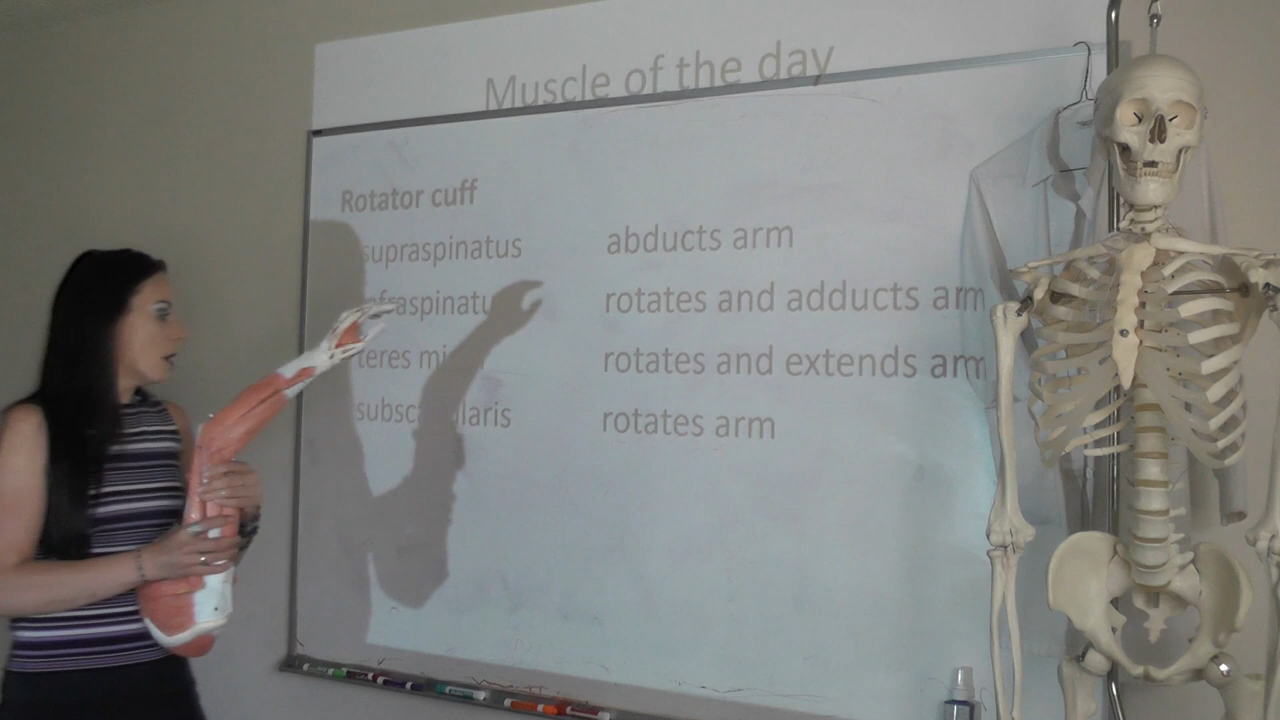 Muscle of the day
Rotator cuff
supraspinatus abducts arm
rotates and adducts arm
teres rotates and extends arm
rotates arm